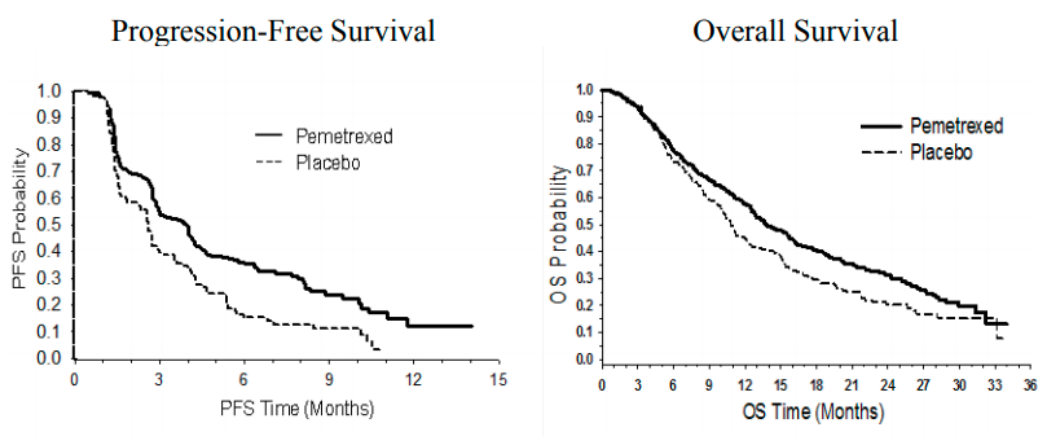 Progression-Free Survival
1.0
0.9
0.8
0.7
0.6
0.5
0.4
0.3
0.2
0.1
0.0
PFS Probability
Pemetrexed
Placebo
0 3 6 9 12 15
PFS Time (Months)
Overall Survival
1.0
0.9
0.8
0.7
0.6
0.5
0.4
0.3
0.2
0.1
0.0
OS Probability
Pemetrexed
Placebo
0 3 6 9 12 15 18 21 24 27 30 33 36
OS Time (Months)